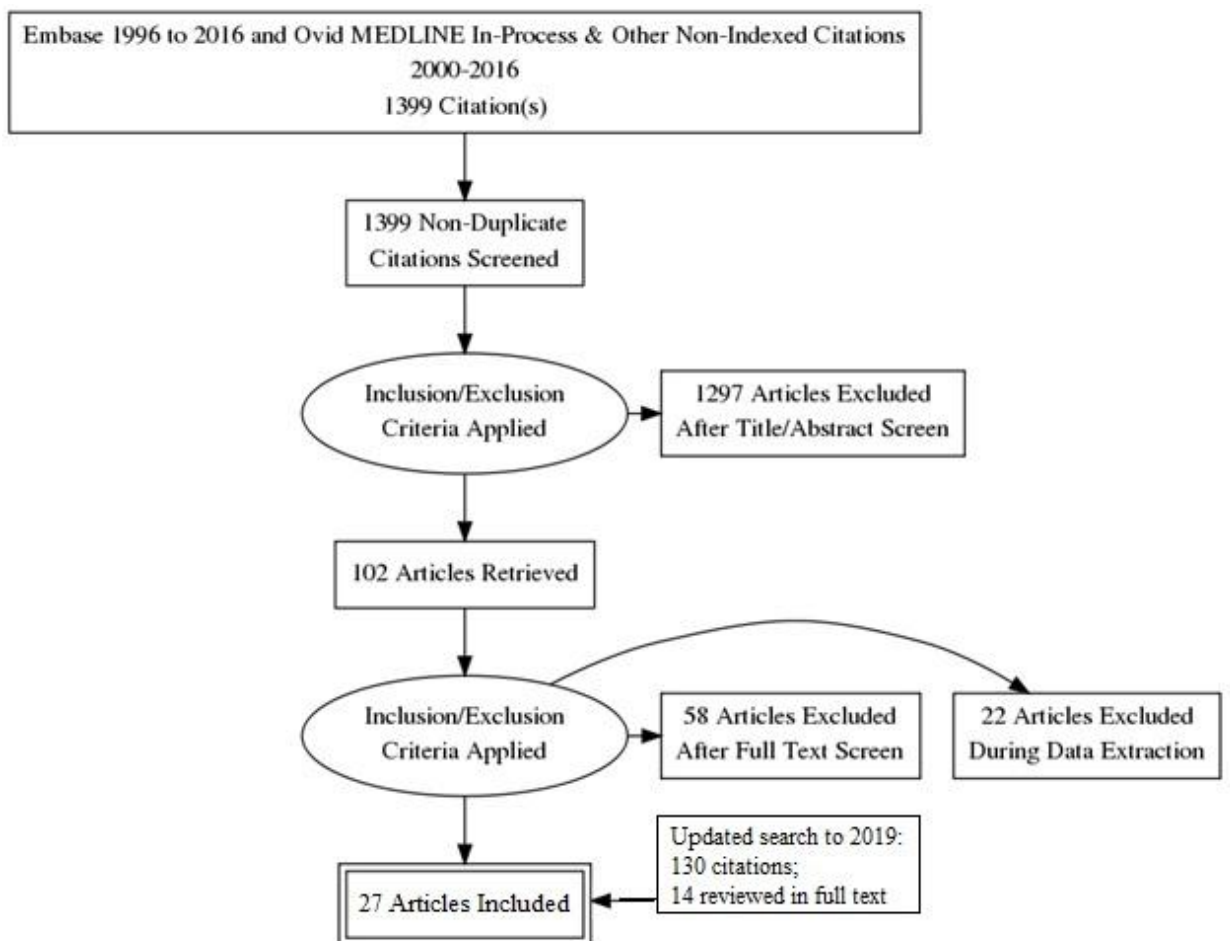 Embase 1996 to 2016 and Ovid MEDLINE In-Process & Other Non-Indexed Citations
2000-2016
1399 Citation(s)
1399 Non-Duplicate
Citations Screened
Inclusion/Exclusion
Criteria Applied
1297 Articles Excluded
After Title/Abstract Screen
102 Articles Retrieved
Inclusion/Exclusion
Criteria Applied
58 Articles Excluded
After Full Text Screen
22 Articles Excluded
During Data Extraction
Updated search to 2019:
130 citations;
14 reviewed in full text
27 Articles Included